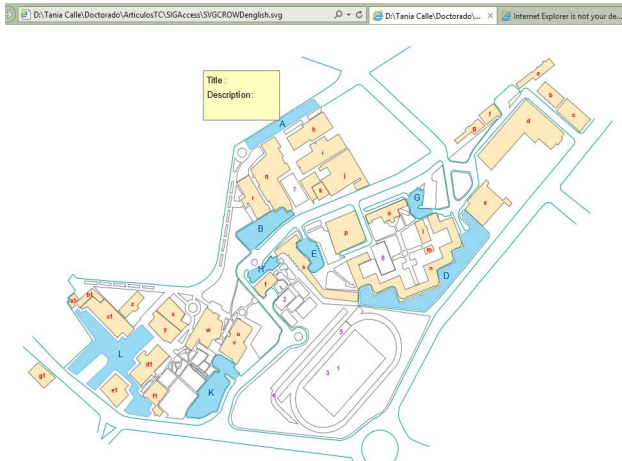 D:\Tania Calle\Doctorado\ArticulosTC\SIGAccess\SVGCROWDenglish.svg
D:\Tania Calle\Doctorado\...
Internet Explorer is not your de...
Title :
Description:
a
b
c
d
f
g
A
h
i
j
k
7
q
r
e
G
o
l
m
n
6
D
p
B
E
s
H
t
2
5
3
1
4
a1
b1
c1
z
x
y
w
u
v
L
d1
e1
f1
K
g1